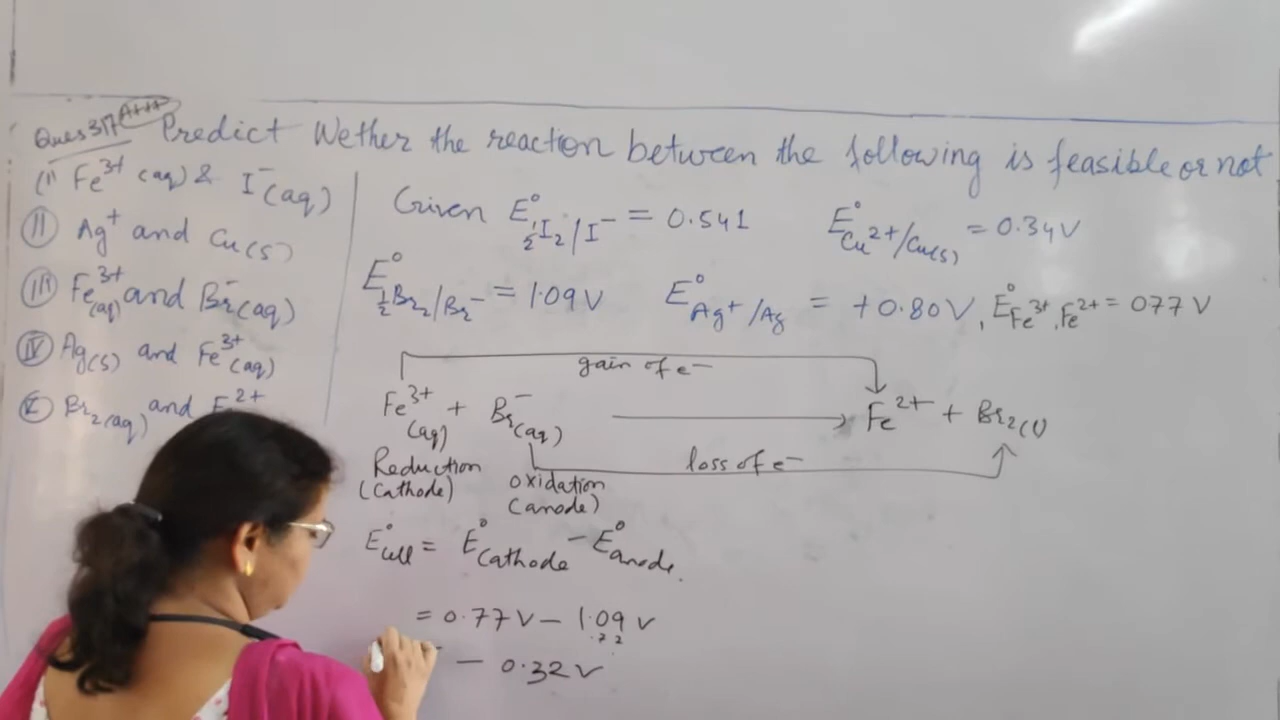 Ques 317 A+++ Predict Wether the reaction between the following is feasible or not
(i) Fe³⁺ (aq) & I⁻(aq)
(II) Ag⁺ and Cu(s)
(III) Fe³⁺(aq) and Br⁻(aq)
(IV) Ag(s) and Fe³⁺(aq)
Br₂(aq) and F 2+
Given E°½I₂/I⁻ = 0.541 E°Cu²⁺/Cu(s) = 0.34V
E°½Br₂/Br⁻ = 1.09V E°Ag⁺/Ag = +0.80V, E°Fe³⁺,Fe²⁺ = 077 V
gain of e⁻
Fe³⁺(aq) + Br⁻(aq) → Fe²⁺ + Br₂(l)
loss of e⁻
Reduction oxidation
(Cathode) (anode)
E°cell = E°Cathode - E°anode.
= 0.77V - 1.09 V
.77
- 0.32V